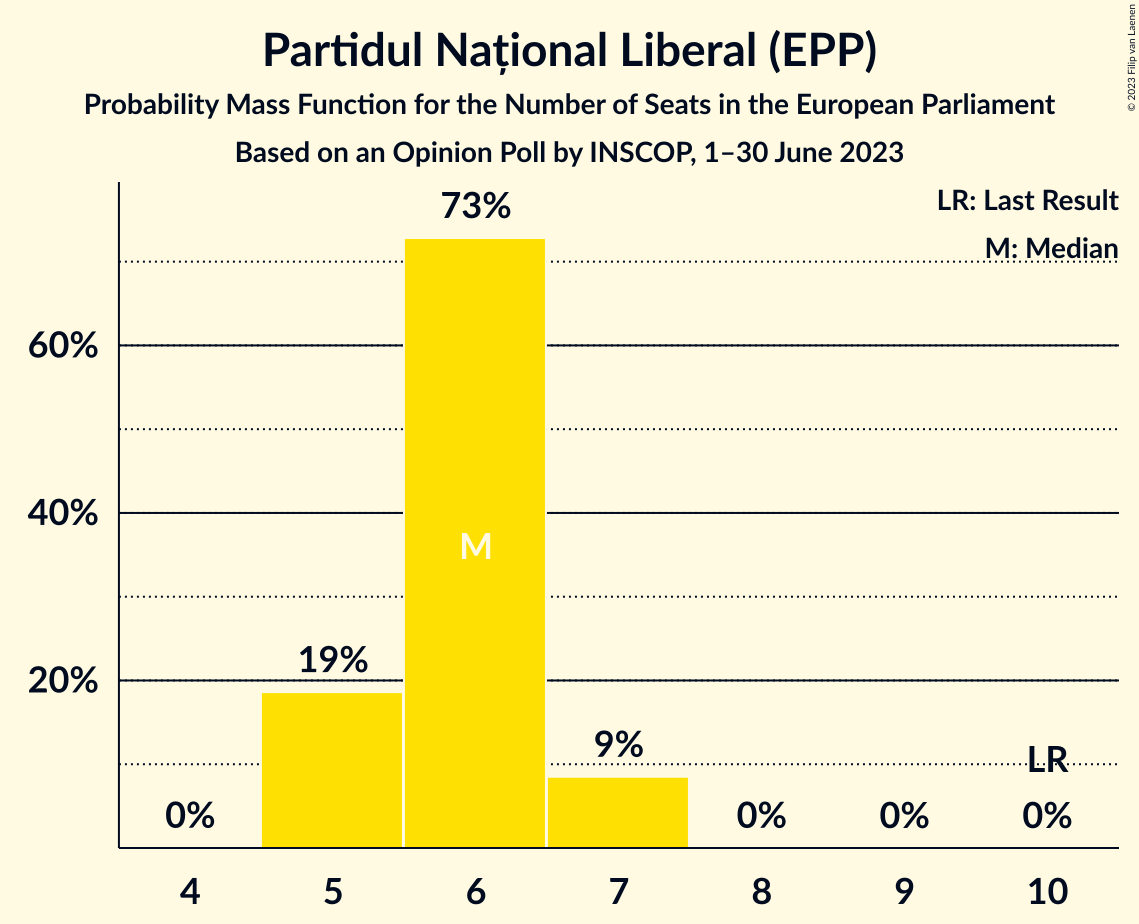 Partidul Național Liberal (EPP)
Probability Mass Function for the Number of Seats in the European Parliament
Based on an Opinion Poll by INSCOP, 1–30 June 2023
© 2023 Filip van Laenen
LR: Last Result
M: Median
73%
60%
40%
M
19%
20%
9%
LR
0%
0%
0%
0%
4
5
6
7
8
9
10